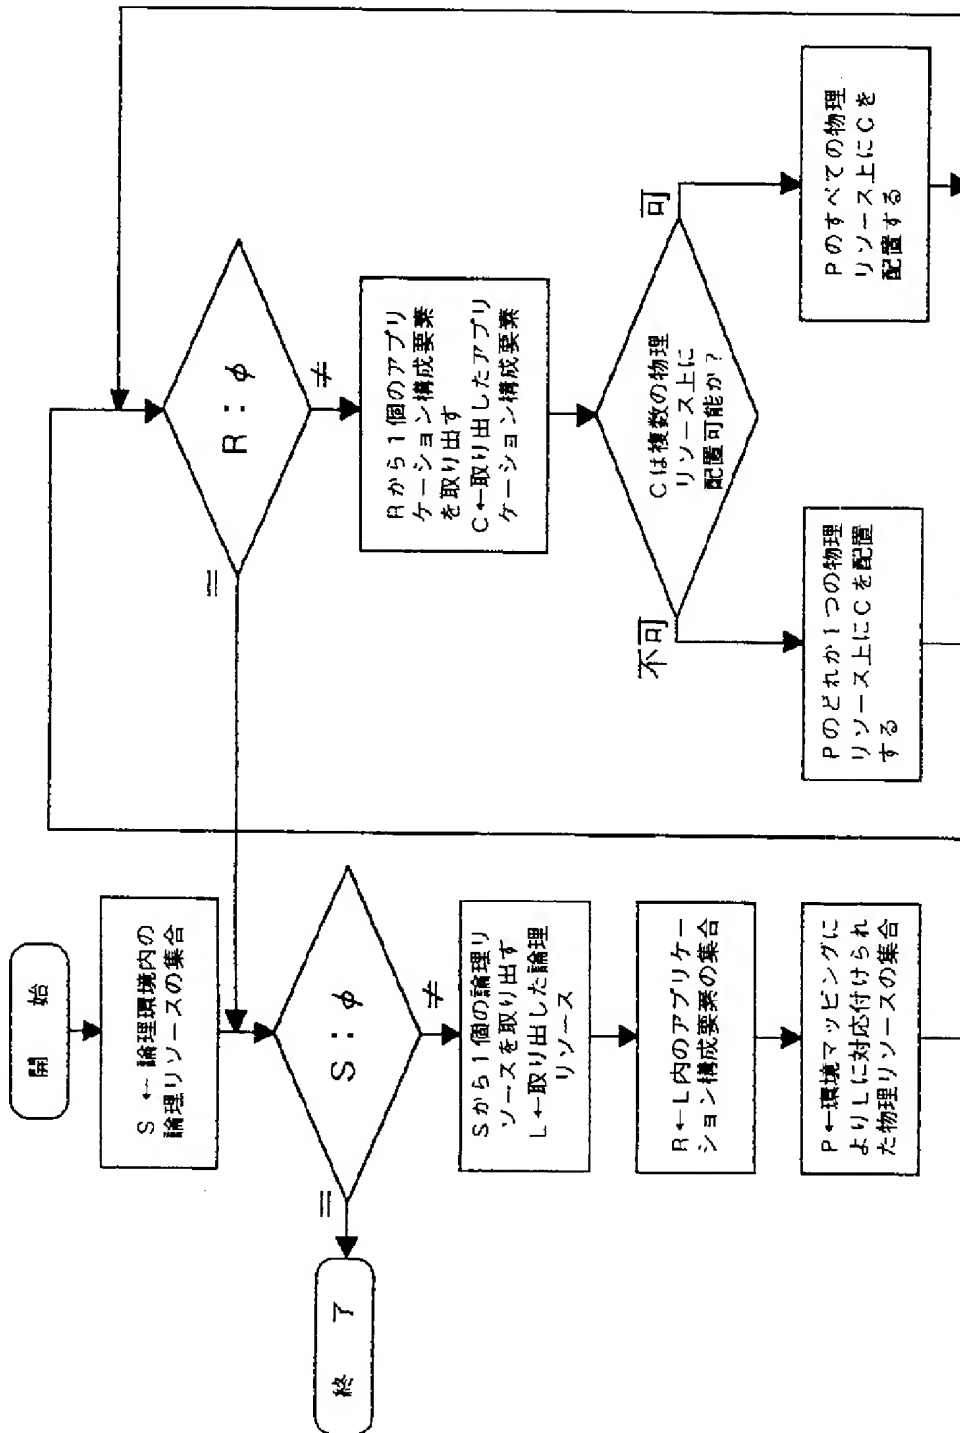 開　始
S ← 論理環境内の
論理リソースの集合
S : φ
＝
≠
終　了
Sから1個の論理リ
ソースを取り出す
L←取り出した論理
リソース
R←L内のアプリケー
ション構成要素の集合
P←環境マッピングに
よりLに対応付けられ
た物理リソースの集合
R : φ
＝
≠
Rから1個のアプリ
ケーション構成要素
を取り出す
C←取り出したアプリ
ケーション構成要素
Cは複数の物理
リソース上に
配置可能か?
不可
可
Pのどれか1つの物理
リソース上にCを配置
する
Pのすべての物理
リソース上にCを
配置する